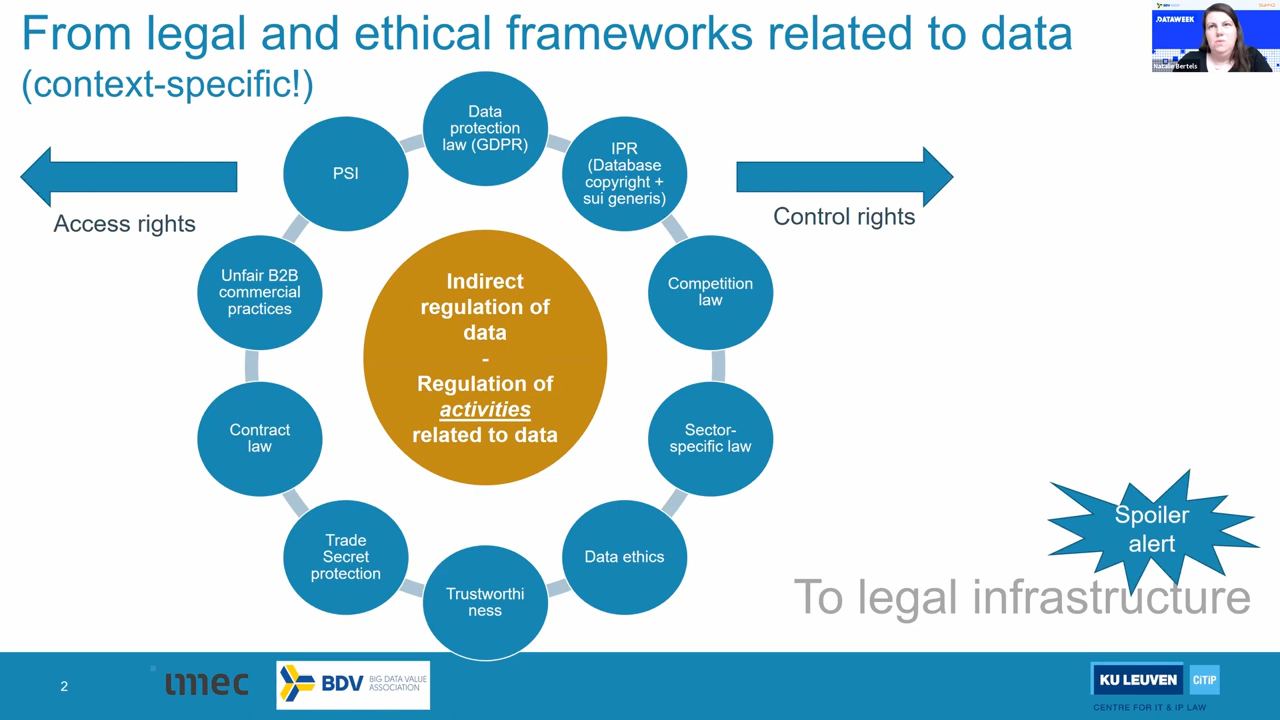 From legal and ethical frameworks related to data
(context-specific!)
BDV
DATAWEEK
Natalie Bertels
Data
protection
law (GDPR)
IPR
(Database
copyright +
sui generis)
PSI
Access rights
Control rights
Unfair B2B
commercial
practices
Competition
law
Indirect
regulation of
data
-
Regulation of
activities
related to data
Contract
law
Sector-
specific law
Trade
Secret
protection
Data ethics
Trustworthi
ness
Spoiler
alert
To legal infrastructure
2
imec
BDV
BIG DATA VALUE
ASSOCIATION
KU LEUVEN
CiTiP
CENTRE FOR IT & IP LAW